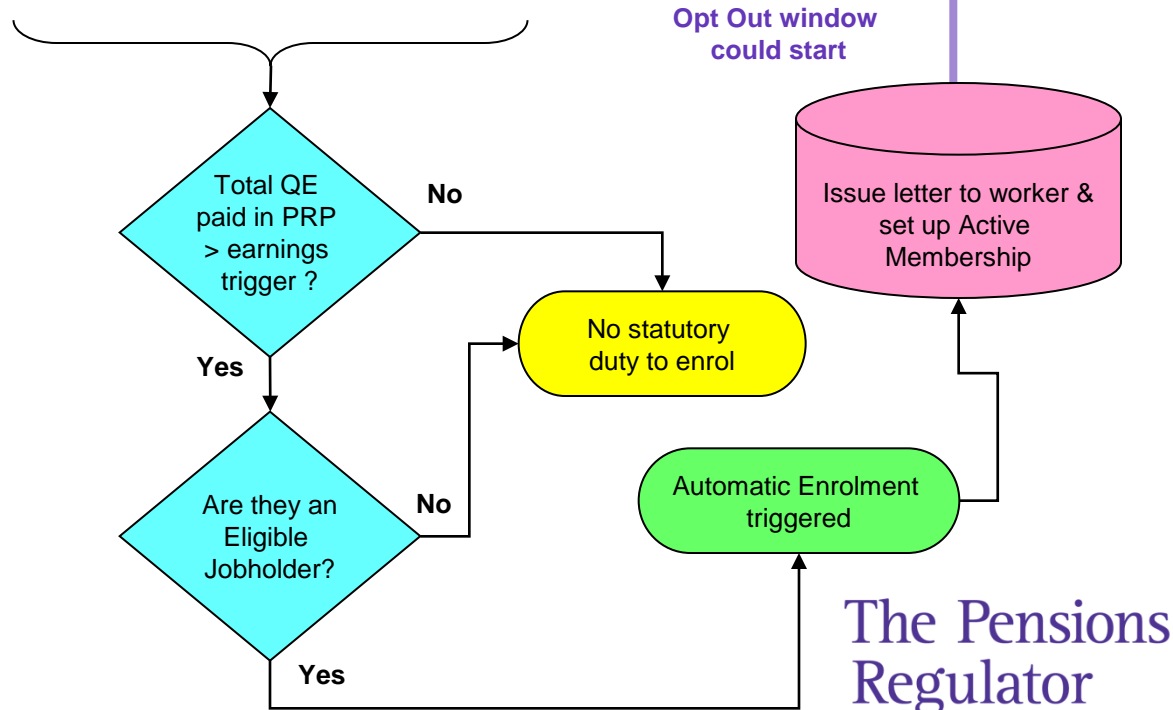 Opt Out window
could start
Total QE
paid in PRP
> earnings
trigger ?
No
Issue letter to worker &
set up Active
Membership
No statutory
duty to enrol
Yes
Are they an
Eligible
Jobholder?
No
Automatic Enrolment
triggered
Yes
The Pensions
Regulator